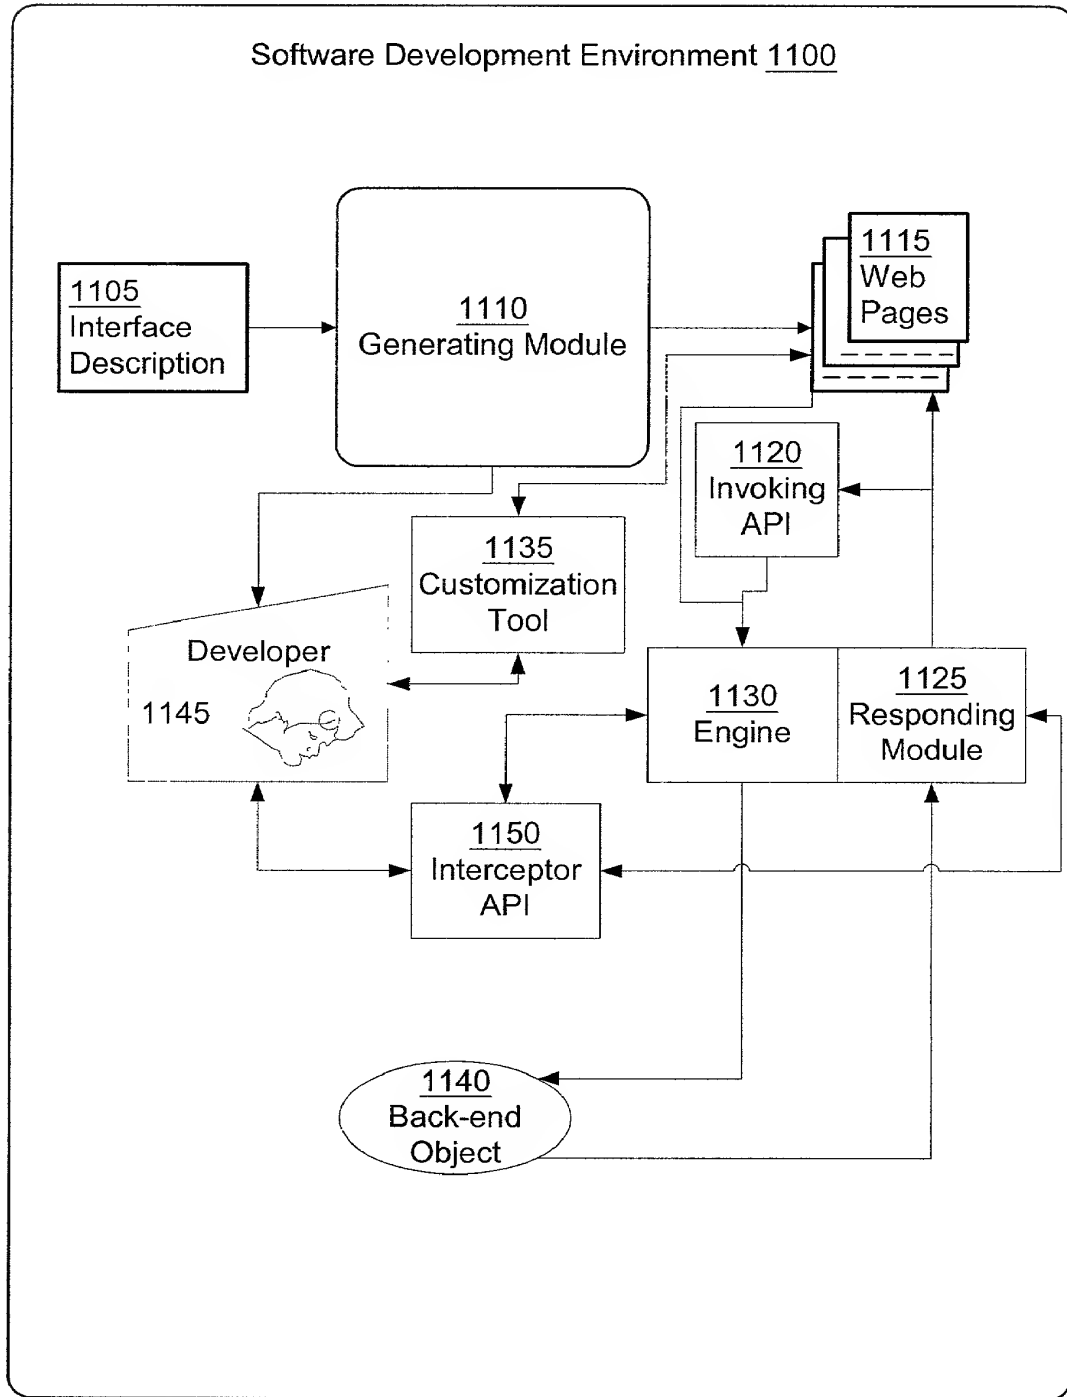 Software Development Environment 1100
1105
Interface
Description
1110
Generating Module
1115
Web
Pages
1120
Invoking
API
1135
Customization
Tool
Developer
1145
1130
Engine
1125
Responding
Module
1150
Interceptor
API
1140
Back-end
Object